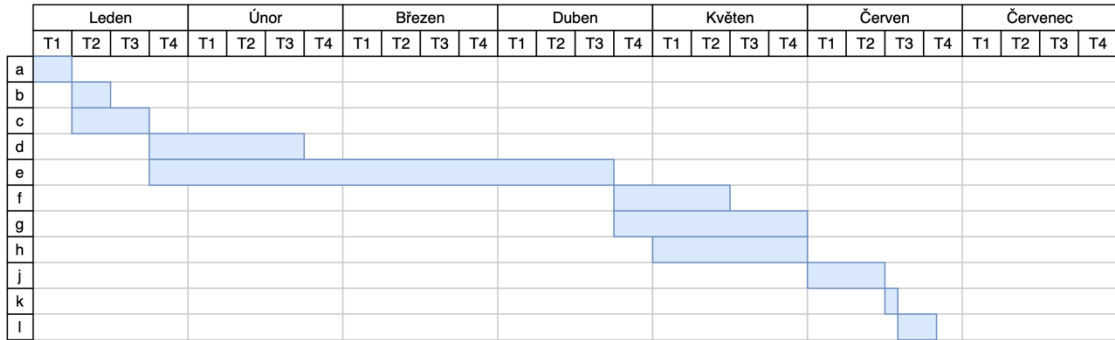 Leden Únor Březen Duben Květen Červen Červenec
T1 T2 T3 T4 T1 T2 T3 T4 T1 T2 T3 T4 T1 T2 T3 T4 T1 T2 T3 T4 T1 T2 T3 T4 T1 T2 T3 T4
a
b
c
d
e
f
g
h
j
k
l